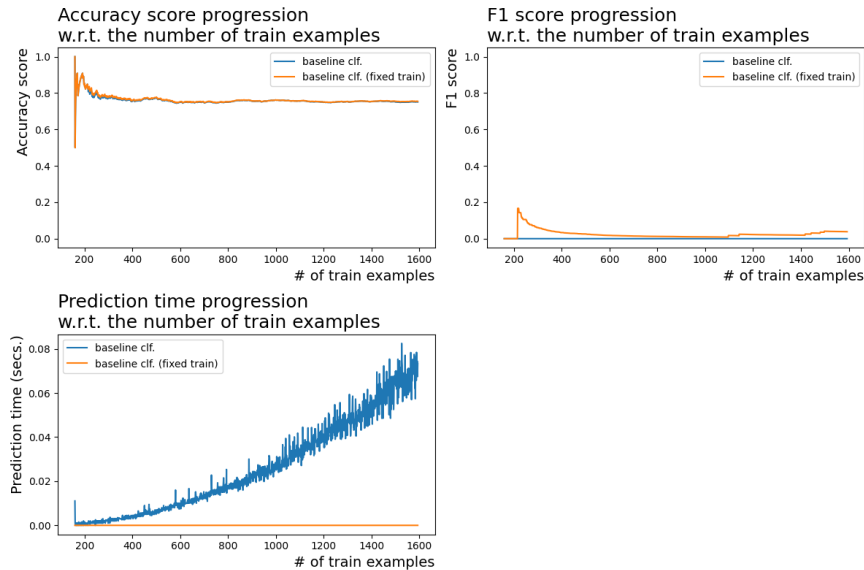 Accuracy score progression
w.r.t. the number of train examples
Accuracy score
1.0
0.8
0.6
0.4
0.2
0.0
baseline clf.
baseline clf. (fixed train)
200 400 600 800 1000 1200 1400 1600
# of train examples
F1 score progression
w.r.t. the number of train examples
F1 score
1.0
0.8
0.6
0.4
0.2
0.0
baseline clf.
baseline clf. (fixed train)
200 400 600 800 1000 1200 1400 1600
# of train examples
Prediction time progression
w.r.t. the number of train examples
Prediction time (secs.)
0.08
0.06
0.04
0.02
0.00
baseline clf.
baseline clf. (fixed train)
200 400 600 800 1000 1200 1400 1600
# of train examples